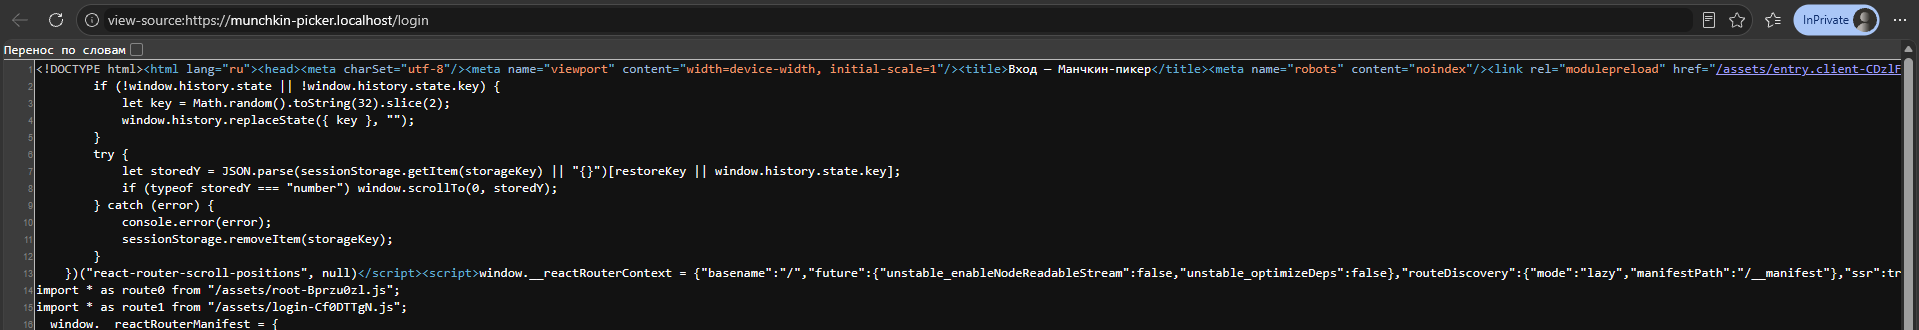 view-source:https://munchkin-picker.localhost/login
InPrivate
Перенос по словам
1 <!DOCTYPE html><html lang="ru"><head><meta charSet="utf-8"/><meta name="viewport" content="width=device-width, initial-scale=1"/><title>Вход — Манчкин-пикер</title><meta name="robots" content="noindex"/><link rel="modulepreload" href="/assets/entry.client-CDzlF
2 if (!window.history.state || !window.history.state.key) {
3 let key = Math.random().toString(32).slice(2);
4 window.history.replaceState({ key }, "");
5 }
6 try {
7 let storedY = JSON.parse(sessionStorage.getItem(storageKey) || "{}")[restoreKey || window.history.state.key];
8 if (typeof storedY === "number") window.scrollTo(0, storedY);
9 } catch (error) {
10 console.error(error);
11 sessionStorage.removeItem(storageKey);
12 }
13 })("react-router-scroll-positions", null)</script><script>window.__reactRouterContext = {"basename":"/","future":{"unstable_enableNodeReadableStream":false,"unstable_optimizeDeps":false},"routeDiscovery":{"mode":"lazy","manifestPath":"/__manifest"},"ssr":tr
14 import * as route0 from "/assets/root-Bprzu0zl.js";
15 import * as route1 from "/assets/login-Cf0DTTgN.js";
16 window.__reactRouterManifest = {